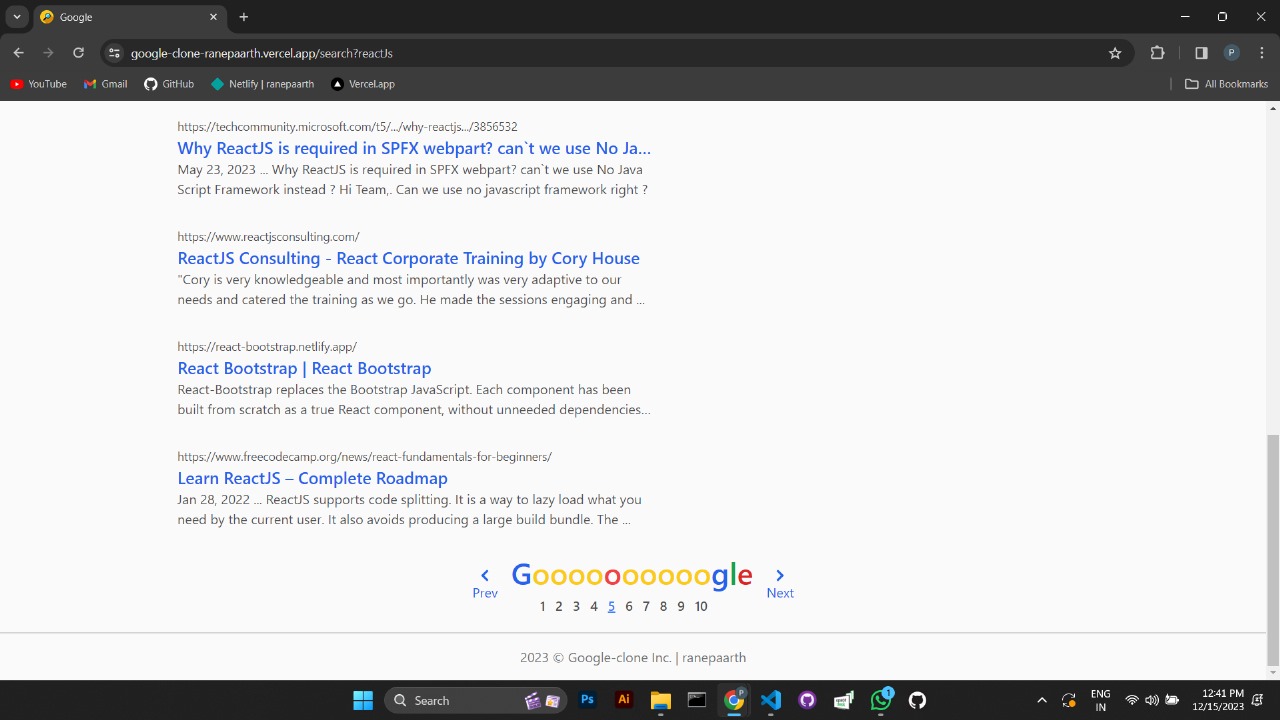 Google
google-clone-ranepaarth.vercel.app/search?reactJs
P
YouTube
Gmail
GitHub
Netlify | ranepaarth
Vercel.app
All Bookmarks
https://techcommunity.microsoft.com/t5/.../why-reactjs.../3856532
Why ReactJS is required in SPFX webpart? can`t we use No Ja...
May 23, 2023 ... Why ReactJS is required in SPFX webpart? can`t we use No Java
Script Framework instead ? Hi Team,. Can we use no javascript framework right ?
https://www.reactjsconsulting.com/
ReactJS Consulting - React Corporate Training by Cory House
"Cory is very knowledgeable and most importantly was very adaptive to our
needs and catered the training as we go. He made the sessions engaging and ...
https://react-bootstrap.netlify.app/
React Bootstrap | React Bootstrap
React-Bootstrap replaces the Bootstrap JavaScript. Each component has been
built from scratch as a true React component, without unneeded dependencies...
https://www.freecodecamp.org/news/react-fundamentals-for-beginners/
Learn ReactJS – Complete Roadmap
Jan 28, 2022 ... ReactJS supports code splitting. It is a way to lazy load what you
need by the current user. It also avoids producing a large build bundle. The ...
Goooooooooogle
Prev
Next
1 2 3 4 5 6 7 8 9 10
2023 © Google-clone Inc. | ranepaarth
Search
Ps
Ai
P
1
ENG
IN
12:41 PM
12/15/2023